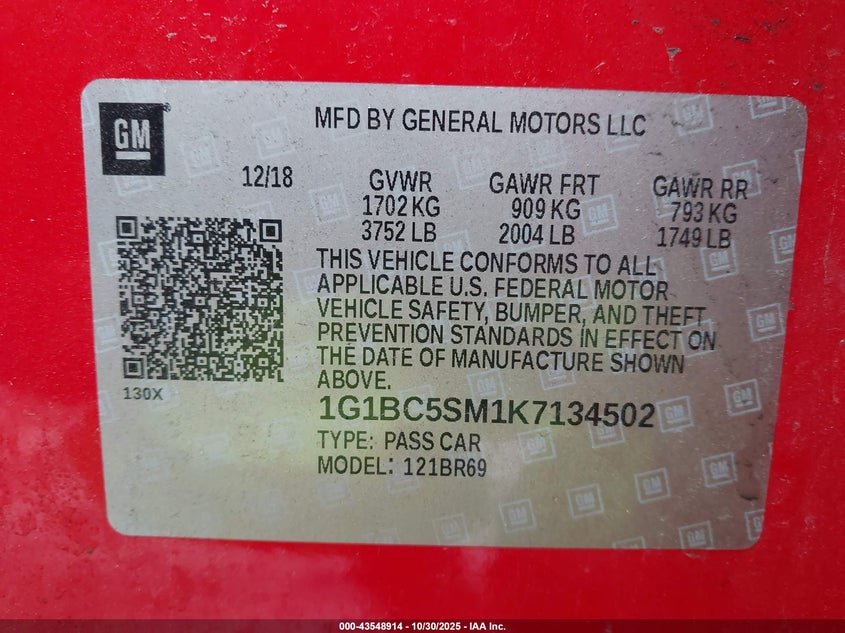 GM
MFD BY GENERAL MOTORS LLC
12/18 GVWR GAWR FRT GAWR RR
1702 KG 909 KG 793 KG
3752 LB 2004 LB 1749 LB
THIS VEHICLE CONFORMS TO ALL
APPLICABLE U.S. FEDERAL MOTOR
VEHICLE SAFETY, BUMPER, AND THEFT
PREVENTION STANDARDS IN EFFECT ON
THE DATE OF MANUFACTURE SHOWN
ABOVE.
130X
1G1BC5SM1K7134502
TYPE: PASS CAR
MODEL: 121BR69
000-43548914 - 10/30/2025 - IAA Inc.